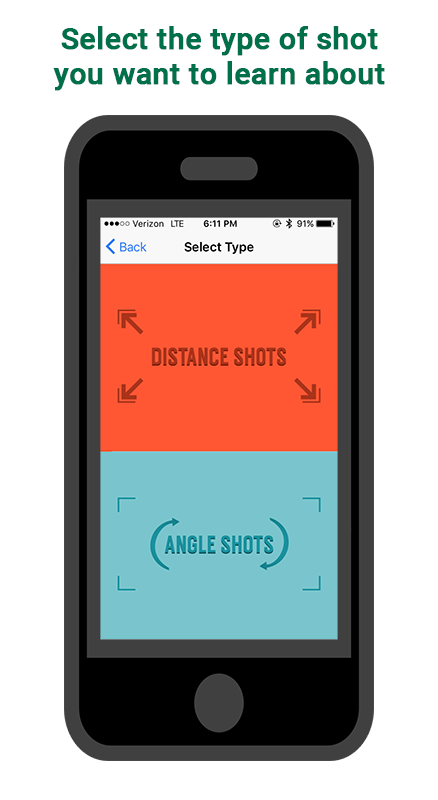 Select the type of shot
you want to learn about
Verizon LTE 6:11 PM 91%
Back Select Type
DISTANCE SHOTS
ANGLE SHOTS